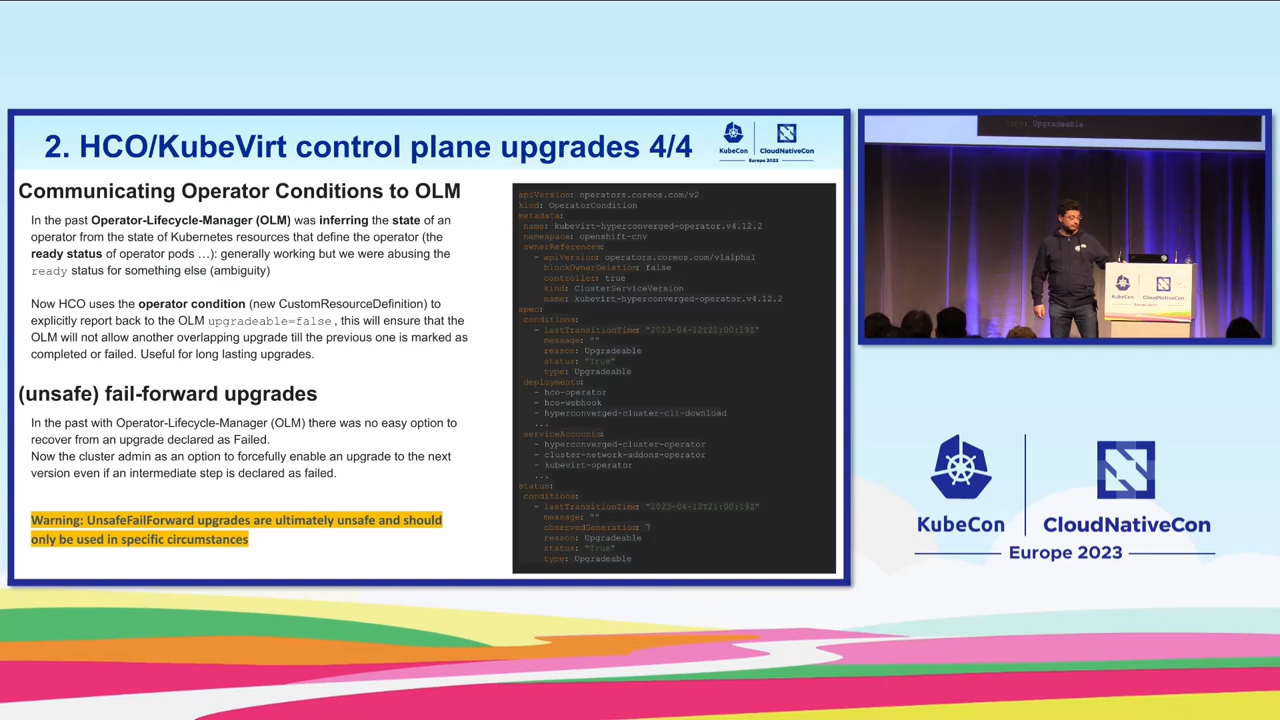 2. HCO/KubeVirt control plane upgrades 4/4
KubeCon
CloudNativeCon
Europe 2023
Communicating Operator Conditions to OLM
In the past Operator-Lifecycle-Manager (OLM) was inferring the state of an
operator from the state of Kubernetes resources that define the operator (the
ready status of operator pods …): generally working but we were abusing the
ready status for something else (ambiguity)
Now HCO uses the operator condition (new CustomResourceDefinition) to
explicitly report back to the OLM upgradeable=false, this will ensure that the
OLM will not allow another overlapping upgrade till the previous one is marked as
completed or failed. Useful for long lasting upgrades.
(unsafe) fail-forward upgrades
In the past with Operator-Lifecycle-Manager (OLM) there was no easy option to
recover from an upgrade declared as Failed.
Now the cluster admin as an option to forcefully enable an upgrade to the next
version even if an intermediate step is declared as failed.
Warning: UnsafeFailForward upgrades are ultimately unsafe and should
only be used in specific circumstances
apiVersion: operators.coreos.com/v2
kind: OperatorCondition
metadata:
name: kubevirt-hyperconverged-operator.v4.12.2
namespace: openshift-cnv
ownerReferences:
- apiVersion: operators.coreos.com/v1alpha1
blockOwnerDeletion: false
controller: true
kind: ClusterServiceVersion
name: kubevirt-hyperconverged-operator.v4.12.2
spec:
conditions:
- lastTransitionTime: "2023-04-12T21:00:19Z"
message: ""
reason: Upgradeable
status: "True"
type: Upgradeable
deployments:
- hco-operator
- hco-webhook
- hyperconverged-cluster-cli-download
...
serviceAccounts:
- hyperconverged-cluster-operator
- cluster-network-addons-operator
- kubevirt-operator
...
status:
conditions:
- lastTransitionTime: "2023-04-12T21:00:19Z"
message: ""
observedGeneration: 7
reason: Upgradeable
status: "True"
type: Upgradeable
type: Upgradeable
KubeCon
CloudNativeCon
KubeCon
CloudNativeCon
Europe 2023